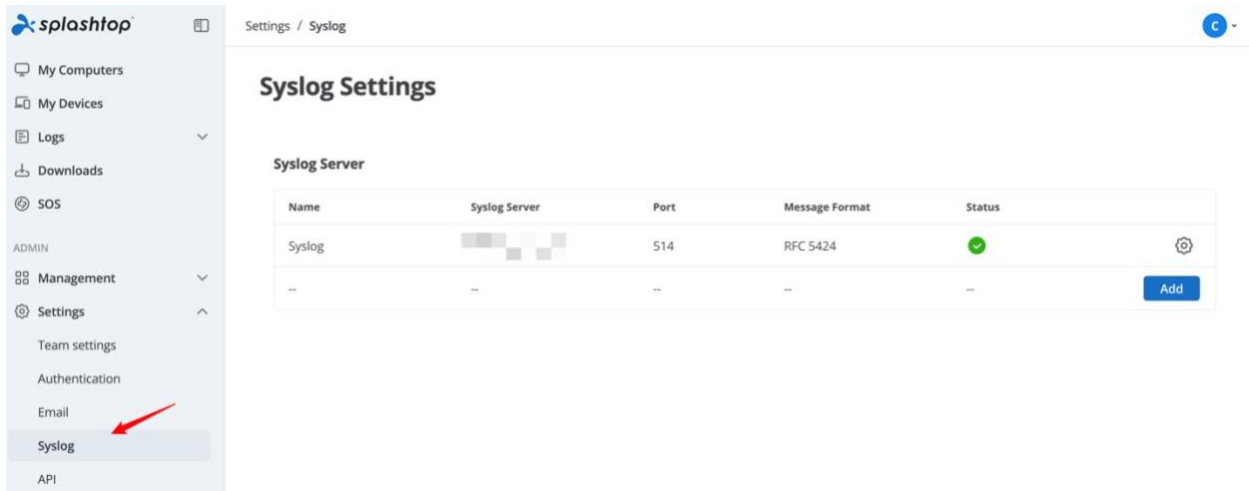 splashtop
Settings / Syslog
C
My Computers
My Devices
Logs
Downloads
SOS
ADMIN
Management
Settings
Team settings
Authentication
Email
Syslog
API
Syslog Settings
Syslog Server
Name Syslog Server Port Message Format Status
Syslog 514 RFC 5424
-- -- -- -- -- Add